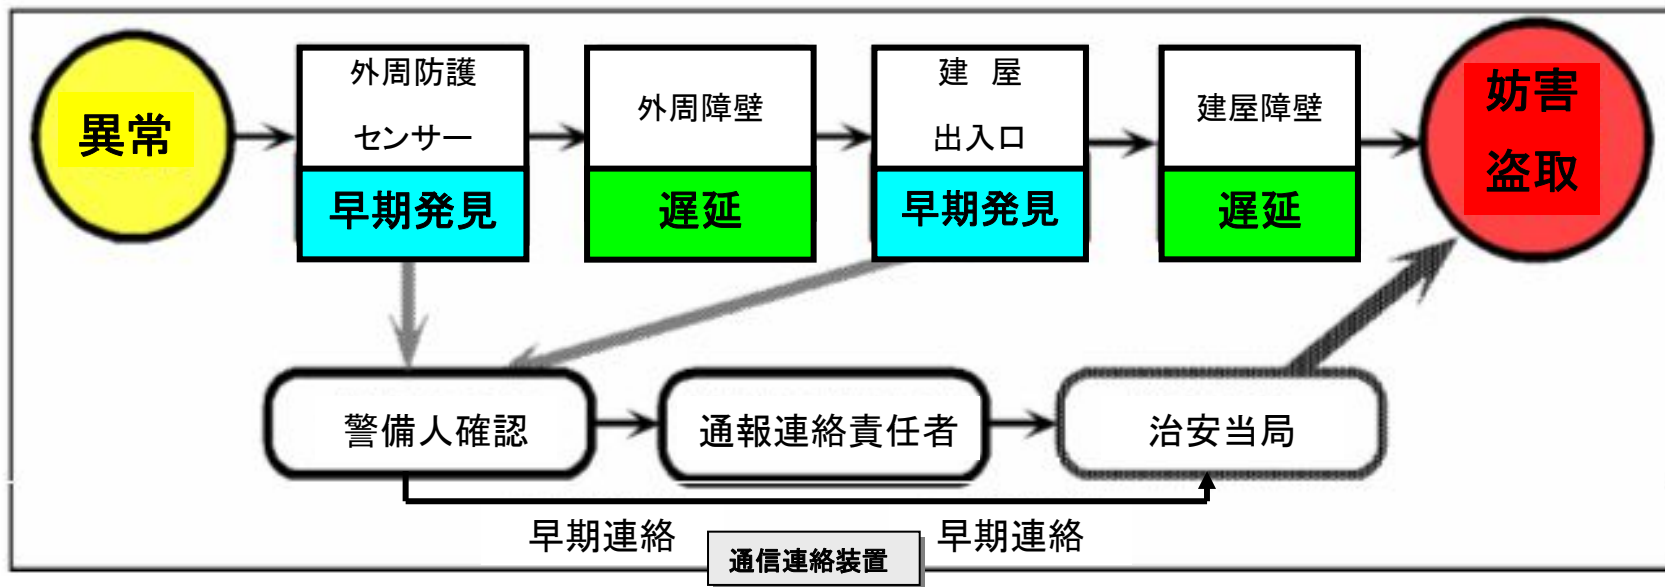 異常
外周防護
センサー
早期発見
外周障壁
遅延
建 屋
出入口
早期発見
建屋障壁
遅延
妨害
盗取
警備人確認
通報連絡責任者
治安当局
早期連絡
早期連絡
通信連絡装置